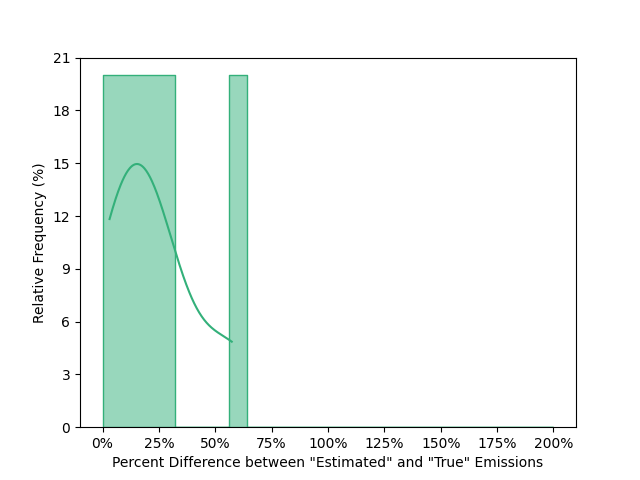 21
18
15
12
9
6
3
0
Relative Frequency (%)
0% 25% 50% 75% 100% 125% 150% 175% 200%
Percent Difference between "Estimated" and "True" Emissions